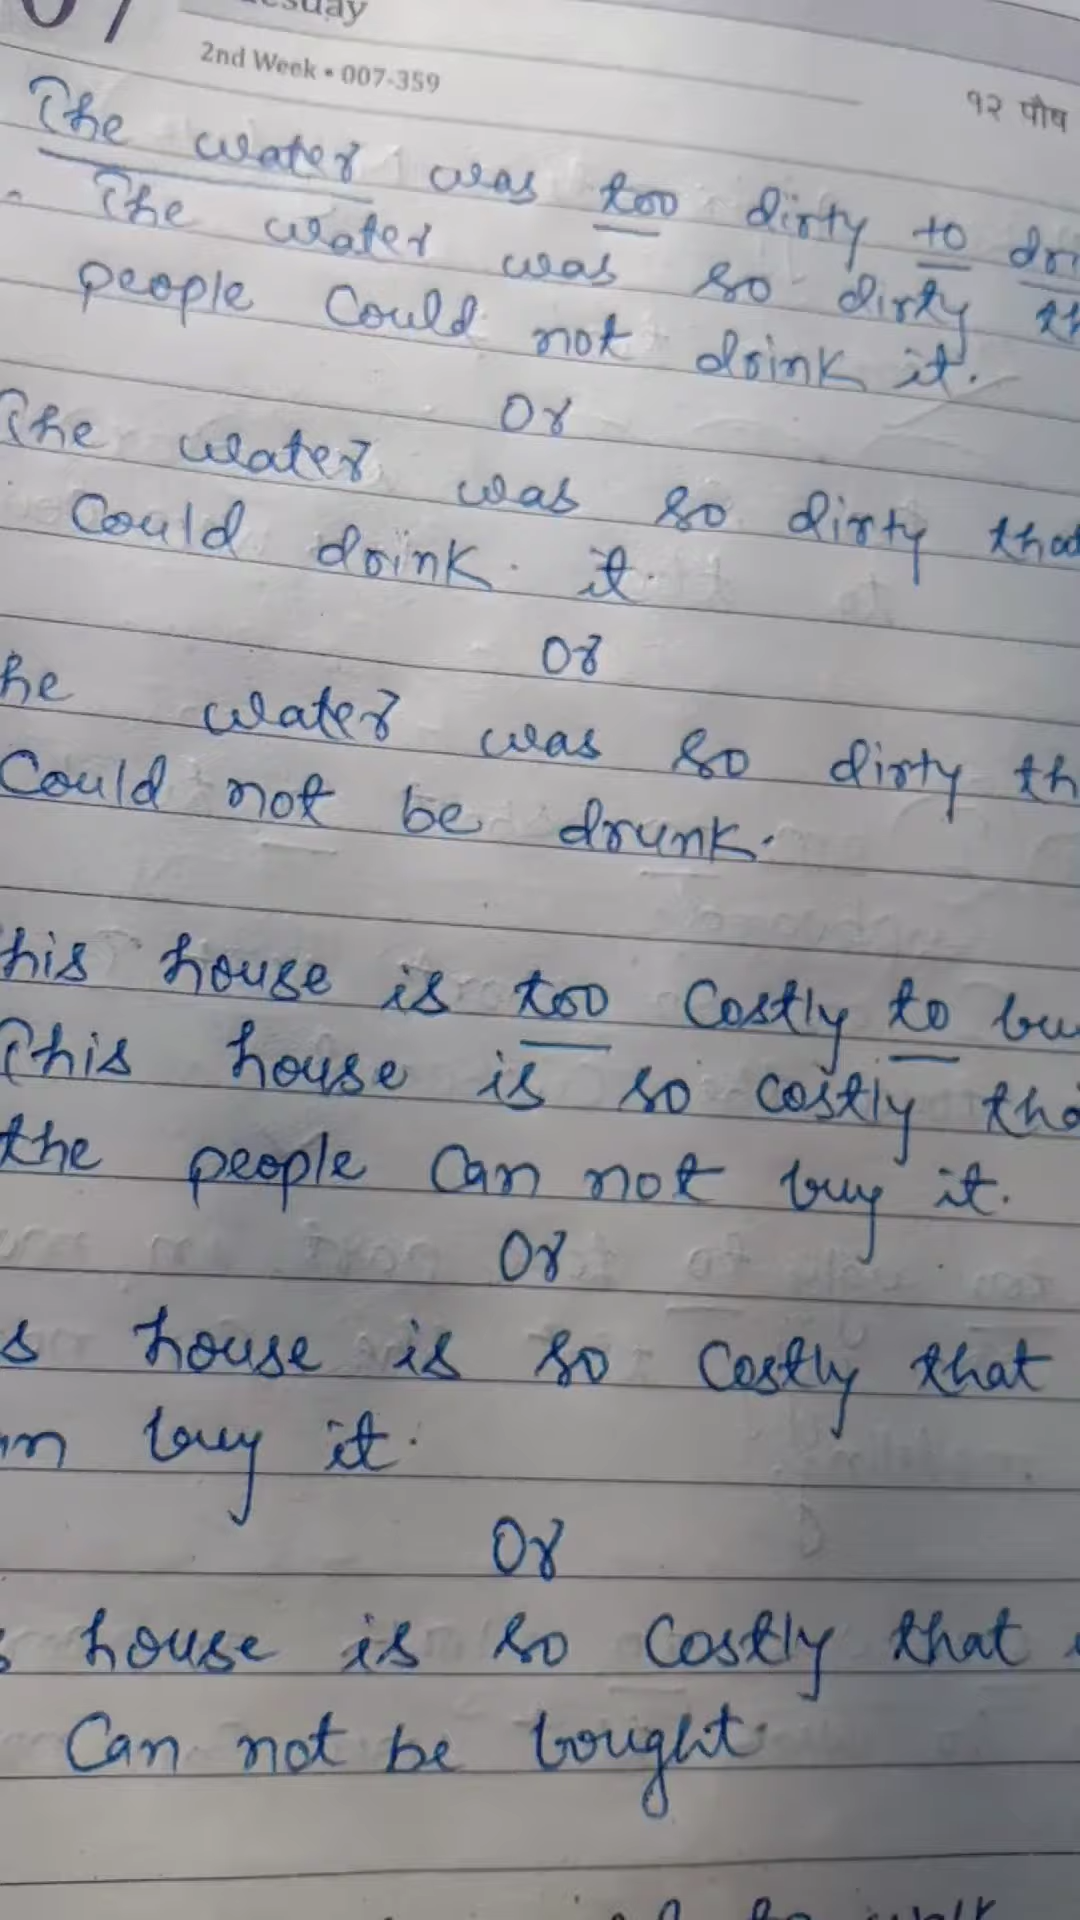 2nd Week • 007-359
१२ पौष
The water was too dirty to
The water was so dirty
people could not drink it.
Or
The water was so dirty that
Could drink it.
Or
water was so dirty
Could not be drunk.
house is too Costly to
This house is so costly
the people Can not buy it.
Or
house is so Costly that
buy it.
Or
house is so Costly that
Can not be bought